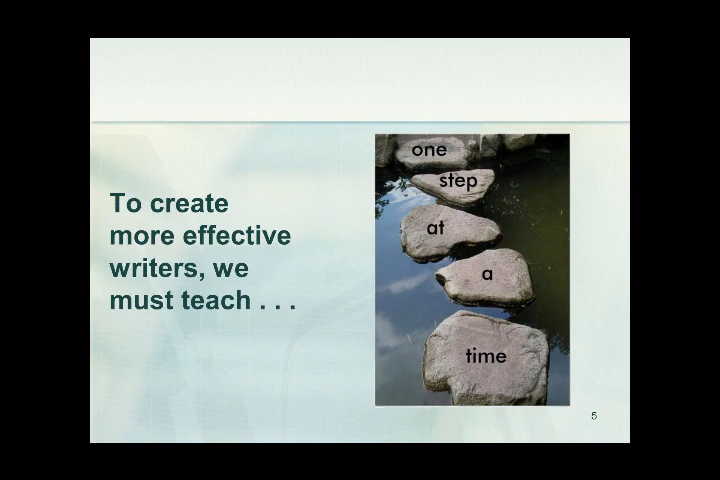 To create
more effective
writers, we
must teach . . .
one
step
at
a
time
5